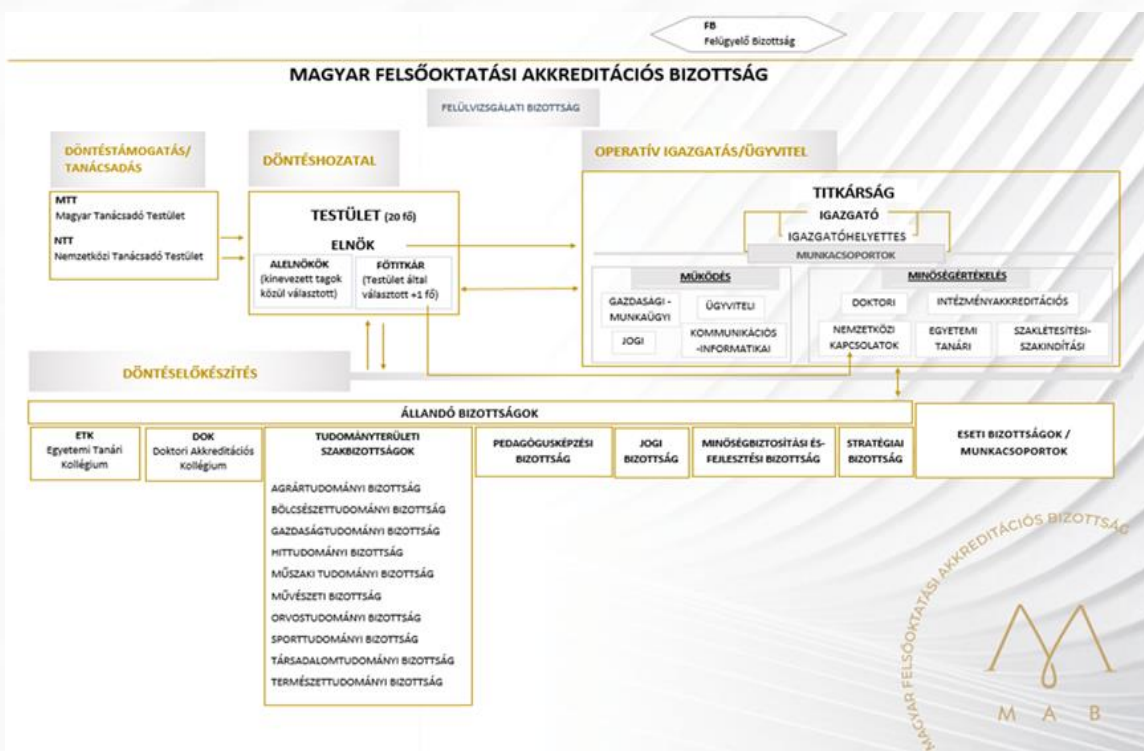 FB
Felügyelő Bizottság
MAGYAR FELSŐOKTATÁSI AKKREDITÁCIÓS BIZOTTSÁG
FELÜLVIZSGÁLATI BIZOTTSÁG
DÖNTÉSTÁMOGATÁS/
TANÁCSADÁS
DÖNTÉSHOZATAL
OPERATÍV IGAZGATÁS/ÜGYVITEL
MTT
Magyar Tanácsadó Testület
NTT
Nemzetközi Tanácsadó Testület
TESTÜLET (20 fő)
ELNÖK
ALELNÖKÖK
(kinevezett tagok
közül választott)
FŐTITKÁR
(Testület által
választott +1 fő)
TITKÁRSÁG
IGAZGATÓ
IGAZGATÓHELYETTES
MUNKACSOPORTOK
MŰKÖDÉS
GAZDASÁGI -
MUNKAÜGYI
ÜGYVITELI
JOGI
KOMMUNIKÁCIÓS
-INFORMATIKAI
MINŐSÉGÉRTÉKELÉS
DOKTORI
INTÉZMÉNYAKKREDITÁCIÓS
NEMZETKÖZI
KAPCSOLATOK
EGYETEMI
TANÁRI
SZAKLÉTESÍTÉSI-
SZAKINDÍTÁSI
DÖNTÉSELŐKÉSZÍTÉS
ÁLLANDÓ BIZOTTSÁGOK
ETK
Egyetemi Tanári
Kollégium
DOK
Doktori Akkreditációs
Kollégium
TUDOMÁNYTERÜLETI
SZAKBIZOTTSÁGOK
AGRÁRTUDOMÁNYI BIZOTTSÁG
BÖLCSÉSZETTUDOMÁNYI BIZOTTSÁG
GAZDASÁGTUDOMÁNYI BIZOTTSÁG
HITTUDOMÁNYI BIZOTTSÁG
MŰSZAKI TUDOMÁNYI BIZOTTSÁG
MŰVÉSZETI BIZOTTSÁG
ORVOSTUDOMÁNYI BIZOTTSÁG
SPORTTUDOMÁNYI BIZOTTSÁG
TÁRSADALOMTUDOMÁNYI BIZOTTSÁG
TERMÉSZETTUDOMÁNYI BIZOTTSÁG
PEDAGÓGUSKÉPZÉSI
BIZOTTSÁG
JOGI
BIZOTTSÁG
MINŐSÉGBIZTOSÍTÁSI ÉS-
FEJLESZTÉSI BIZOTTSÁG
STRATÉGIAI
BIZOTTSÁG
ESETI BIZOTTSÁGOK /
MUNKACSOPORTOK
MAGYAR FELSŐOKTATÁSI AKKREDITÁCIÓS BIZOTTSÁG
M A B